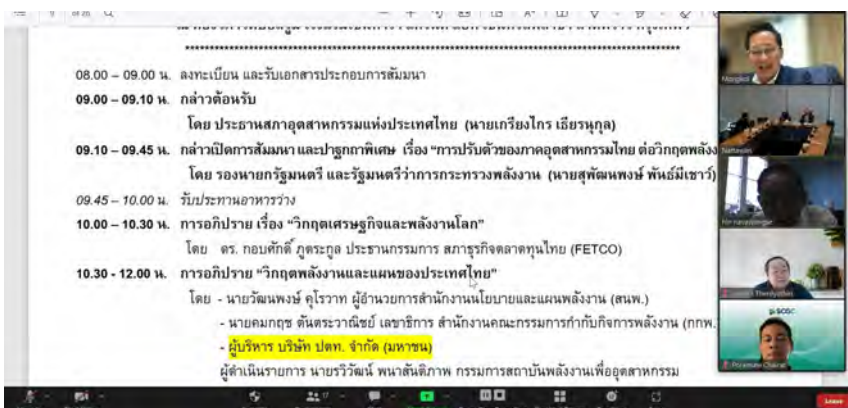 08.00 – 09.00 น. ลงทะเบียน และรับเอกสารประกอบการสัมมนา
09.00 – 09.10 น. กล่าวต้อนรับ
โดย ประธานสภาอุตสาหกรรมแห่งประเทศไทย (นายเกรียงไกร เธียรนุกุล)
09.10 – 09.45 น. กล่าวเปิดการสัมมนาและปาฐกถาพิเศษ เรื่อง “การปรับตัวของภาคอุตสาหกรรมไทย ต่อวิกฤตพลัง
โดย รองนายกรัฐมนตรี และรัฐมนตรีว่าการกระทรวงพลังงาน (นายสุพัฒนพงษ์ พันธ์มีเชาว์)
09.45 – 10.00 น. รับประทานอาหารว่าง
10.00 – 10.30 น. การอภิปราย เรื่อง “วิกฤตเศรษฐกิจและพลังงานโลก”
โดย ดร. กอบศักดิ์ ภูตระกูล ประธานกรรมการ สภาธุรกิจตลาดทุนไทย (FETCO)
10.30 - 12.00 น. การอภิปราย “วิกฤตพลังงานและแผนของประเทศไทย”
โดย - นายวัฒนพงษ์ คุโรวาท ผู้อำนวยการสำนักงานนโยบายและแผนพลังงาน (สนพ.)
- นายคมกฤช ตันตระวาณิชย์ เลขาธิการ สำนักงานคณะกรรมการกำกับกิจการพลังงาน (กกพ.
- ผู้บริหาร บริษัท ปตท. จำกัด (มหาชน)
ผู้ดำเนินรายการ นายรวิวัฒน์ พนาสันติภาพ กรรมการสถาบันพลังงานเพื่ออุตสาหกรรม
Mongkol
SCGC
Leave